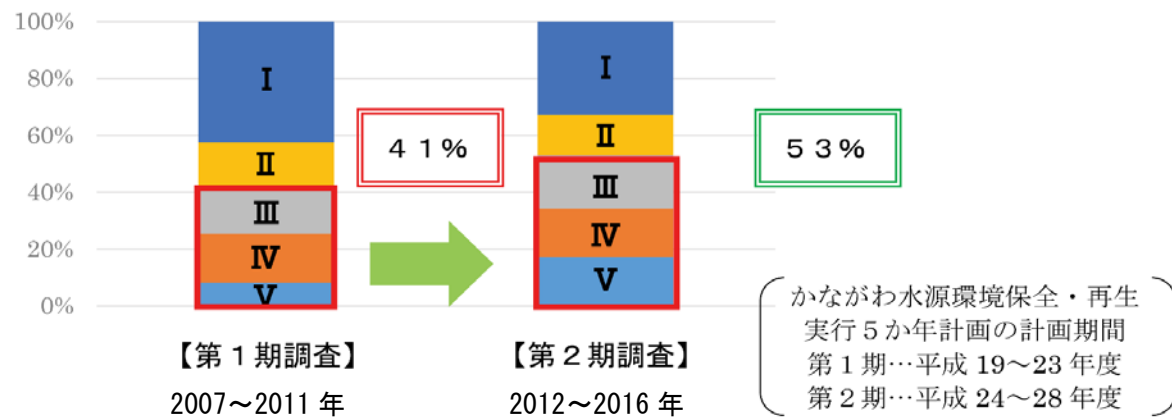 100%
80%
60%
40%
20%
0%
Ⅰ
Ⅱ
Ⅲ
Ⅳ
Ⅴ
４１％
Ⅰ
Ⅱ
Ⅲ
Ⅳ
Ⅴ
５３％
【第１期調査】
2007～2011 年
【第２期調査】
2012～2016 年
かながわ水源環境保全・再生
実行５か年計画の計画期間
第１期…平成 19～23 年度
第２期…平成 24～28 年度